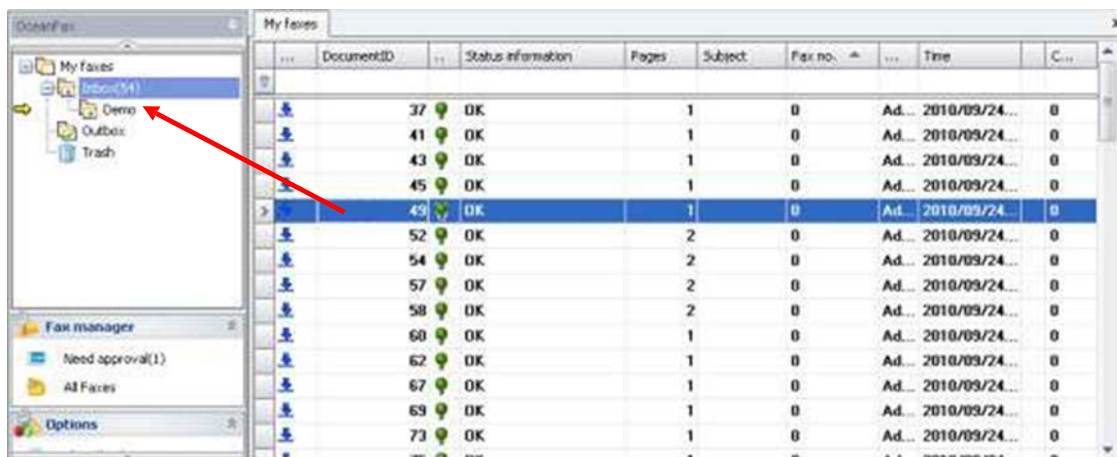 OceanFax
My faxes
Inbox(54)
Demo
Outbox
Trash
Fax manager
Need approval(1)
All Faxes
Options
My faxes
... DocumentID ... Status information Pages Subject Fax no. ... Time C...
37 OK 1 0 Ad... 2010/09/24... 0
41 OK 1 0 Ad... 2010/09/24... 0
43 OK 1 0 Ad... 2010/09/24... 0
45 OK 1 0 Ad... 2010/09/24... 0
49 OK 1 0 Ad... 2010/09/24... 0
52 OK 2 0 Ad... 2010/09/24... 0
54 OK 2 0 Ad... 2010/09/24... 0
57 OK 2 0 Ad... 2010/09/24... 0
58 OK 2 0 Ad... 2010/09/24... 0
60 OK 1 0 Ad... 2010/09/24... 0
62 OK 1 0 Ad... 2010/09/24... 0
67 OK 1 0 Ad... 2010/09/24... 0
69 OK 1 0 Ad... 2010/09/24... 0
73 OK 1 0 Ad... 2010/09/24... 0